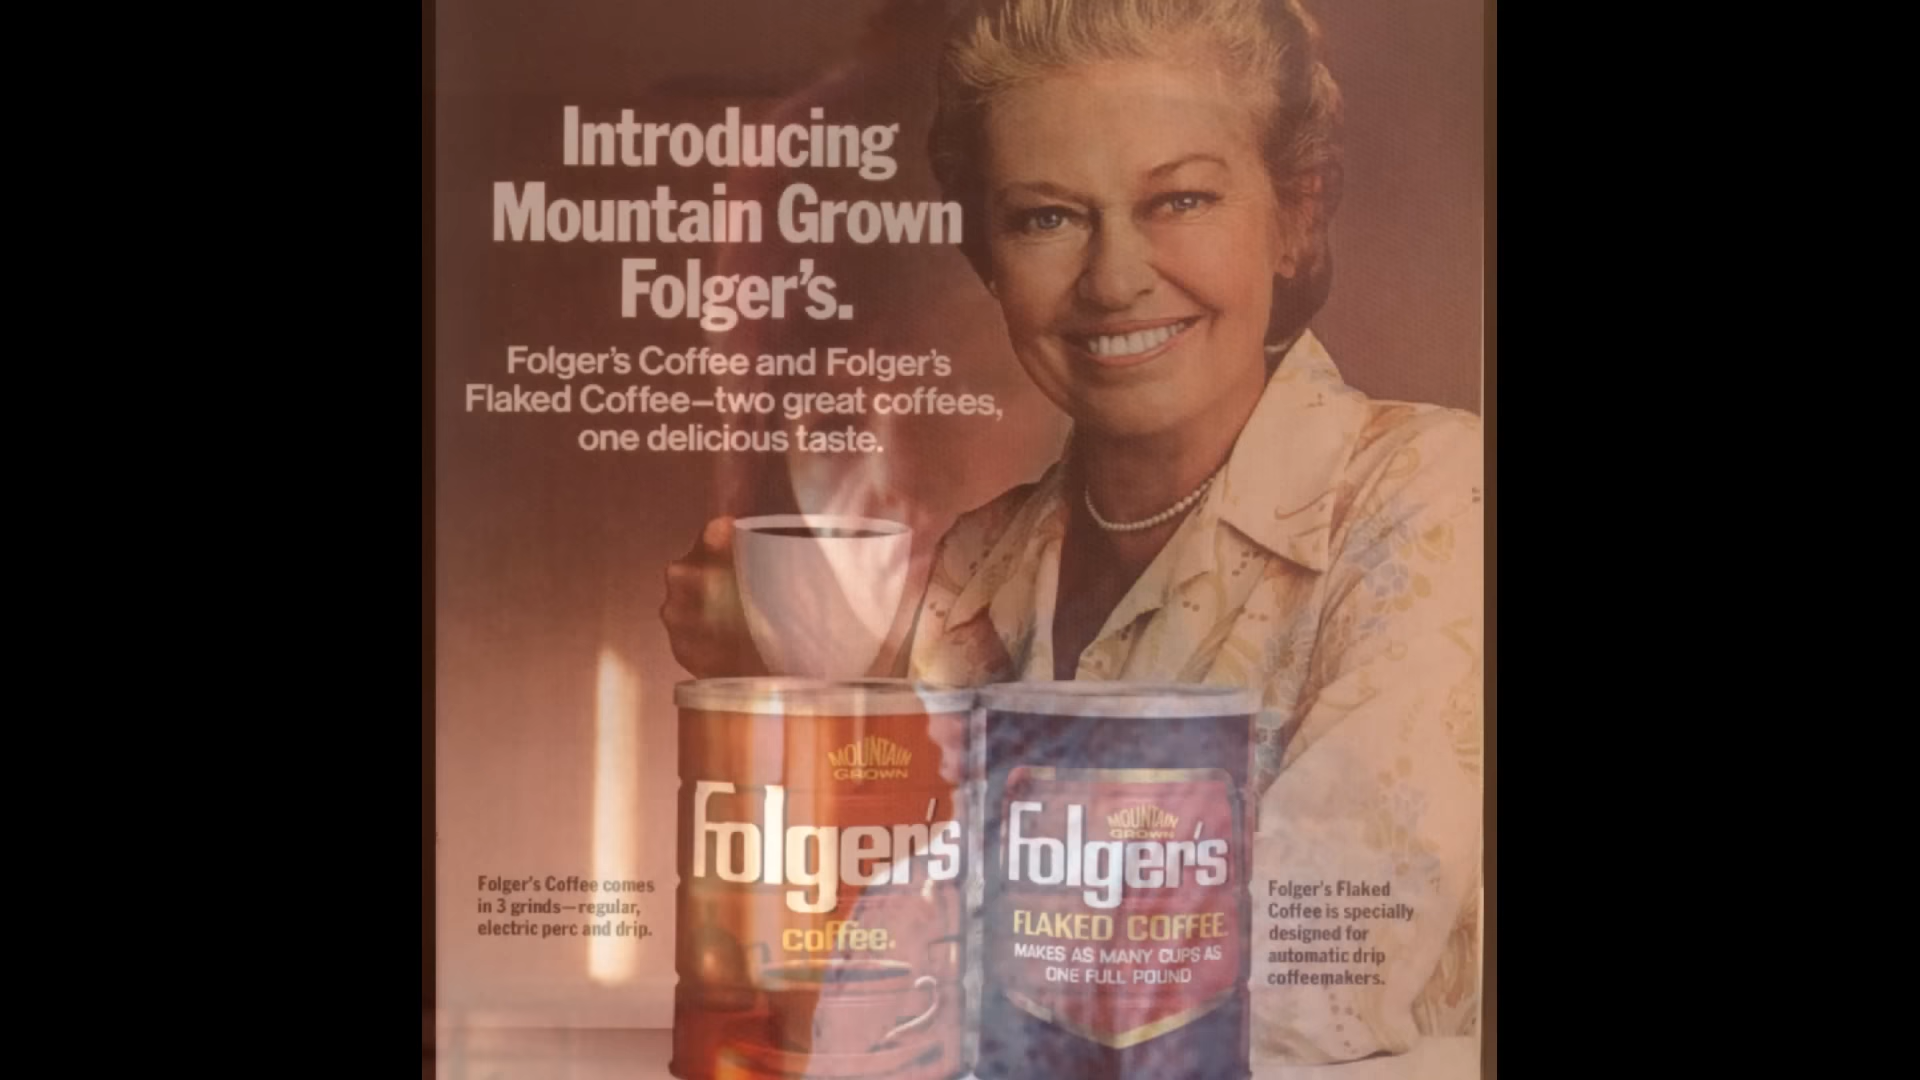 Introducing
Mountain Grown
Folger's.
Folger's Coffee and Folger's
Flaked Coffee—two great coffees,
one delicious taste.
MOUNTAIN
GROWN
Folger's
coffee.
MOUNTAIN
GROWN
Folger's
FLAKED COFFEE.
MAKES AS MANY CUPS AS
ONE FULL POUND
Folger's Coffee comes
in 3 grinds—regular,
electric perc and drip.
Folger's Flaked
Coffee is specially
designed for
automatic drip
coffeemakers.